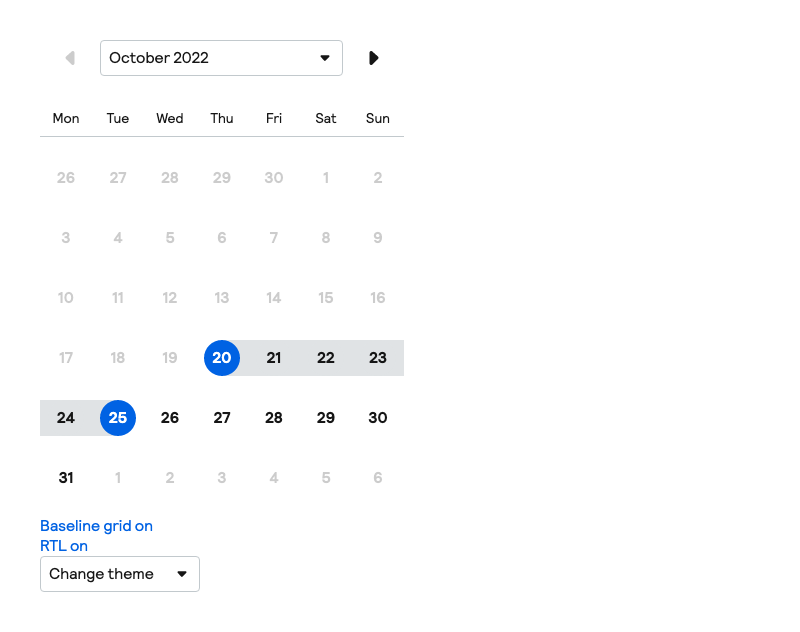 October 2022
Mon Tue Wed Thu Fri Sat Sun
26 27 28 29 30 1 2
3 4 5 6 7 8 9
10 11 12 13 14 15 16
17 18 19 20 21 22 23
24 25 26 27 28 29 30
31 1 2 3 4 5 6
Baseline grid on
RTL on
Change theme